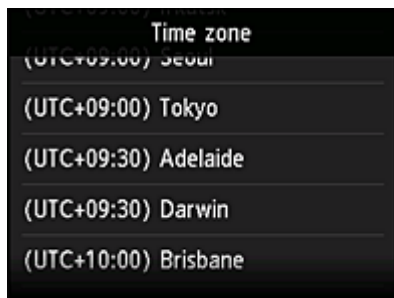 Time zone
(UTC+09:00) Seoul
(UTC+09:00) Tokyo
(UTC+09:30) Adelaide
(UTC+09:30) Darwin
(UTC+10:00) Brisbane